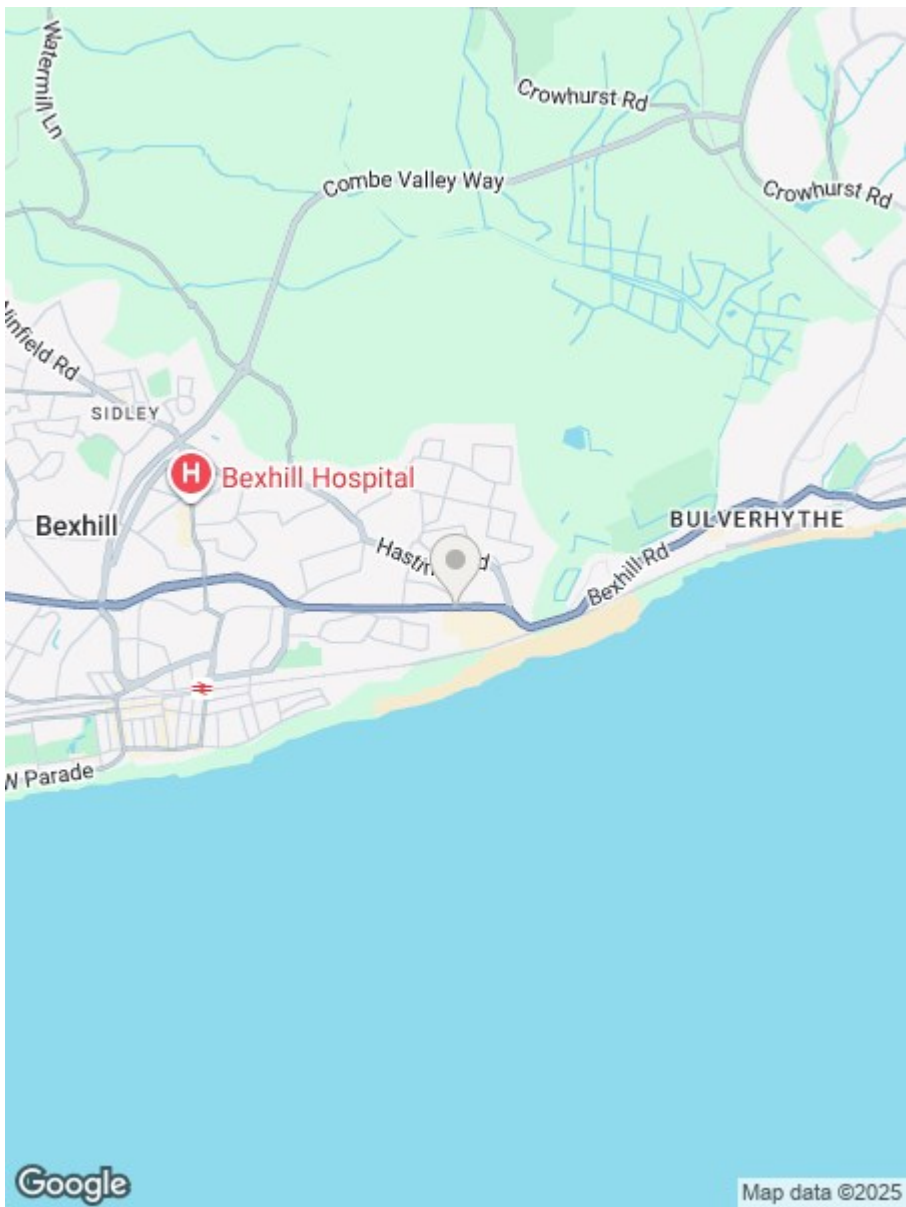 Watermill Ln
Crowhurst Rd
Combe Valley Way
Crowhurst Rd
Rd
SIDLEY
H
Bexhill Hospital
Bexhill
BULVERHYTHE
Bexhill Rd
W Parade
Google
Map data ©2025